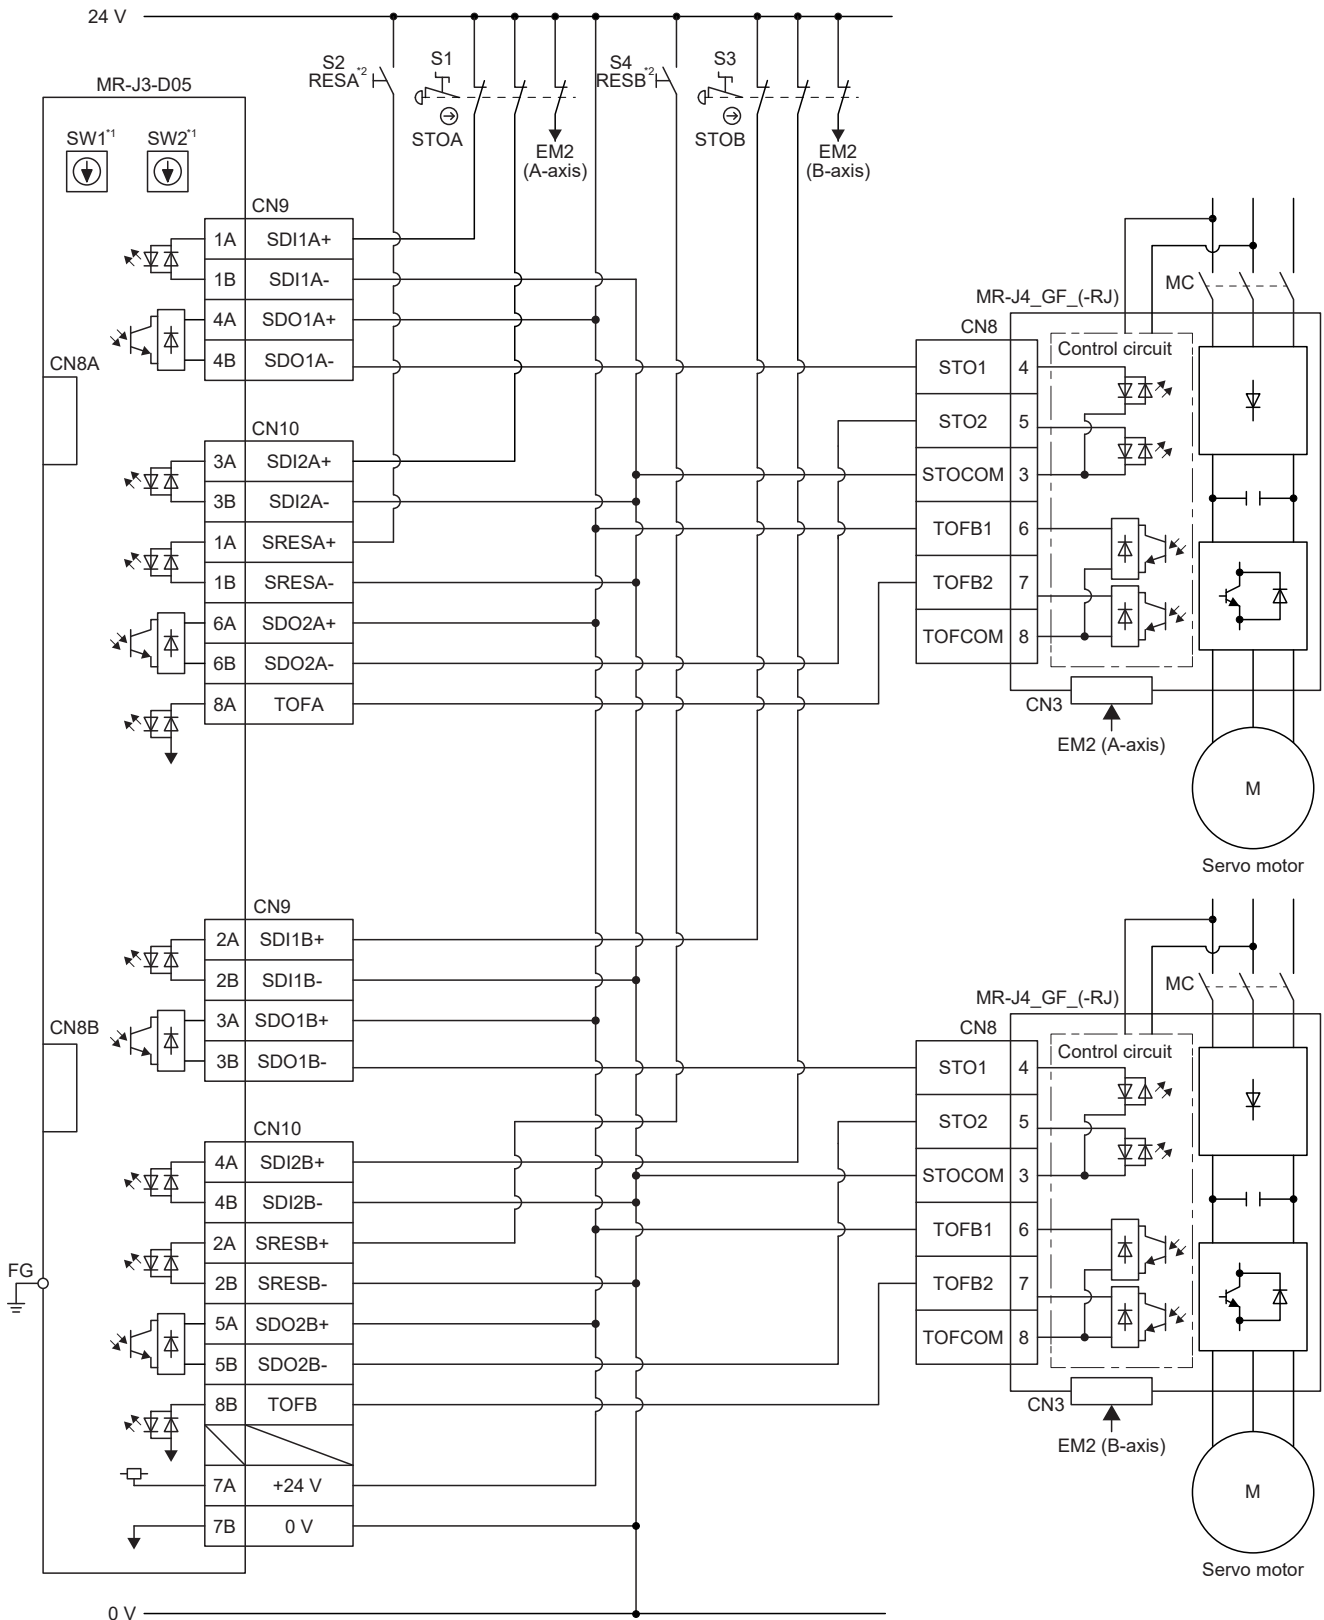 24 V
S2
RESA*2
S1
STOA
EM2
(A-axis)
S4
RESB*2
S3
STOB
EM2
(B-axis)
MR-J3-D05
SW1*1
SW2*1
CN9
1A SDI1A+
1B SDI1A-
4A SDO1A+
4B SDO1A-
CN8A
CN10
3A SDI2A+
3B SDI2A-
1A SRESA+
1B SRESA-
6A SDO2A+
6B SDO2A-
8A TOFA
MC
MR-J4_GF_(-RJ)
CN8
Control circuit
STO1 4
STO2 5
STOCOM 3
TOFB1 6
TOFB2 7
TOFCOM 8
CN3
EM2 (A-axis)
M
Servo motor
CN9
2A SDI1B+
2B SDI1B-
3A SDO1B+
3B SDO1B-
CN8B
CN10
4A SDI2B+
4B SDI2B-
2A SRESB+
2B SRESB-
5A SDO2B+
5B SDO2B-
8B TOFB
7A +24 V
7B 0 V
FG
MC
MR-J4_GF_(-RJ)
CN8
Control circuit
STO1 4
STO2 5
STOCOM 3
TOFB1 6
TOFB2 7
TOFCOM 8
CN3
EM2 (B-axis)
M
Servo motor
0 V